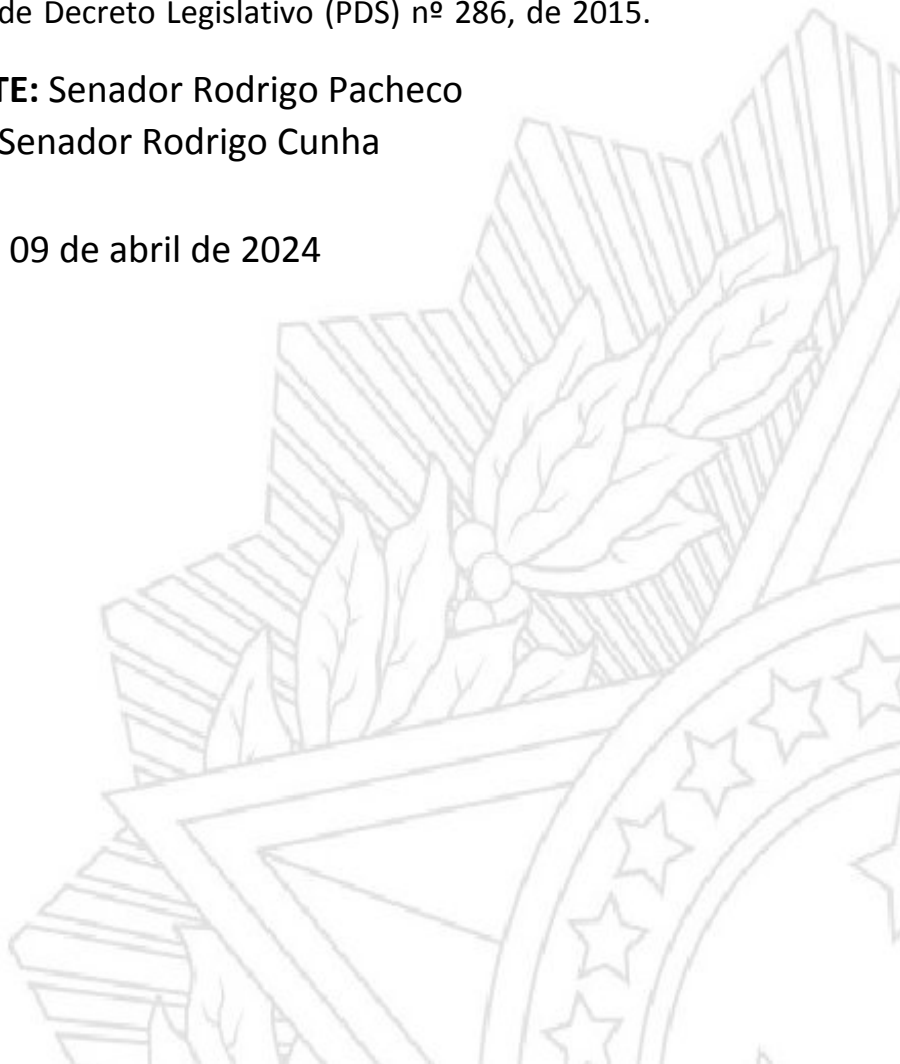 de Decreto Legislativo (PDS) nº 286, de 2015.
TE: Senador Rodrigo Pacheco
Senador Rodrigo Cunha
09 de abril de 2024